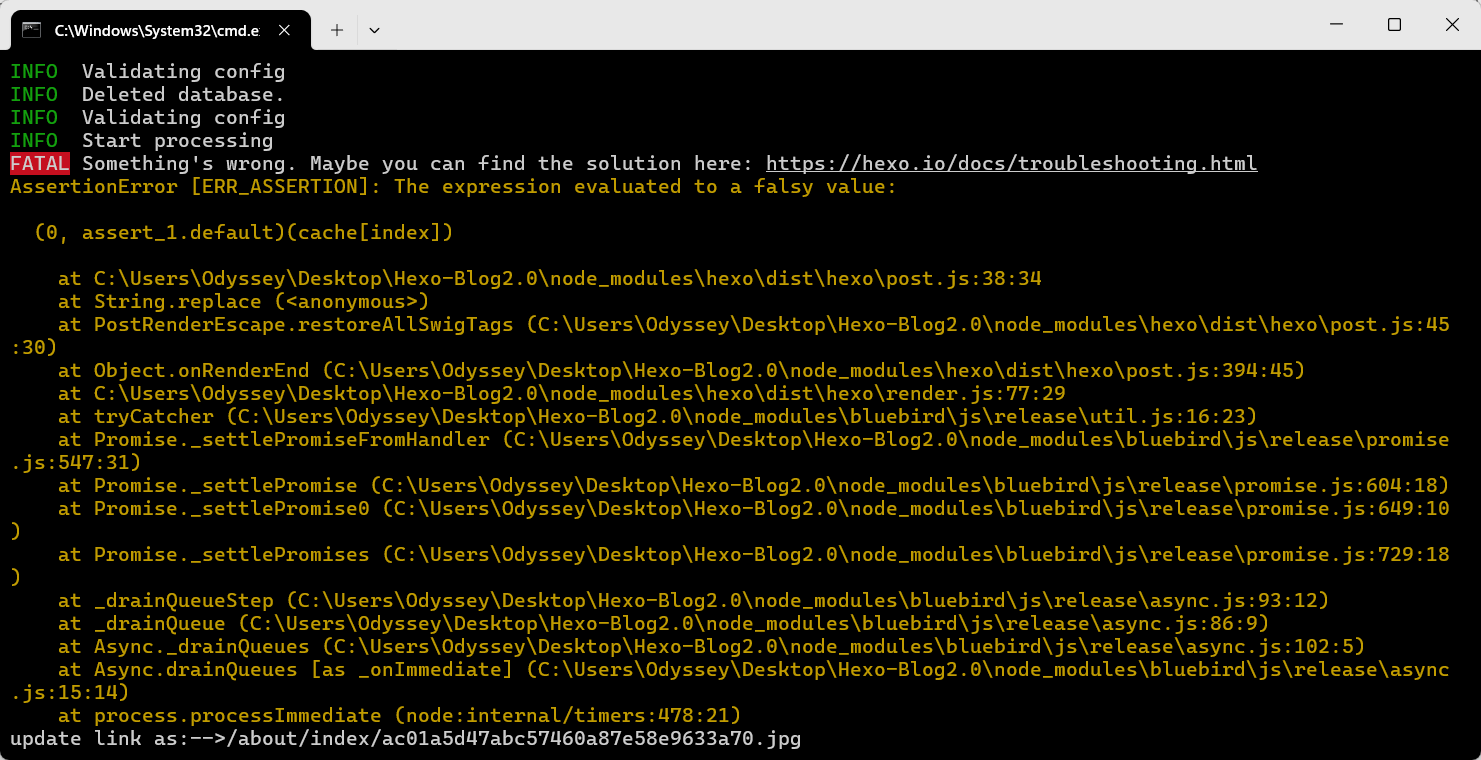 C:\Windows\System32\cmd.e
INFO  Validating config
INFO  Deleted database.
INFO  Validating config
INFO  Start processing
FATAL Something's wrong. Maybe you can find the solution here: https://hexo.io/docs/troubleshooting.html
AssertionError [ERR_ASSERTION]: The expression evaluated to a falsy value:
  (0, assert_1.default)(cache[index])
    at C:\Users\Odyssey\Desktop\Hexo-Blog2.0\node_modules\hexo\dist\hexo\post.js:38:34
    at String.replace (<anonymous>)
    at PostRenderEscape.restoreAllSwigTags (C:\Users\Odyssey\Desktop\Hexo-Blog2.0\node_modules\hexo\dist\hexo\post.js:45
:30)
    at Object.onRenderEnd (C:\Users\Odyssey\Desktop\Hexo-Blog2.0\node_modules\hexo\dist\hexo\post.js:394:45)
    at C:\Users\Odyssey\Desktop\Hexo-Blog2.0\node_modules\hexo\dist\hexo\render.js:77:29
    at tryCatcher (C:\Users\Odyssey\Desktop\Hexo-Blog2.0\node_modules\bluebird\js\release\util.js:16:23)
    at Promise._settlePromiseFromHandler (C:\Users\Odyssey\Desktop\Hexo-Blog2.0\node_modules\bluebird\js\release\promise
.js:547:31)
    at Promise._settlePromise (C:\Users\Odyssey\Desktop\Hexo-Blog2.0\node_modules\bluebird\js\release\promise.js:604:18)
    at Promise._settlePromise0 (C:\Users\Odyssey\Desktop\Hexo-Blog2.0\node_modules\bluebird\js\release\promise.js:649:10
)
    at Promise._settlePromises (C:\Users\Odyssey\Desktop\Hexo-Blog2.0\node_modules\bluebird\js\release\promise.js:729:18
)
    at _drainQueueStep (C:\Users\Odyssey\Desktop\Hexo-Blog2.0\node_modules\bluebird\js\release\async.js:93:12)
    at _drainQueue (C:\Users\Odyssey\Desktop\Hexo-Blog2.0\node_modules\bluebird\js\release\async.js:86:9)
    at Async._drainQueues (C:\Users\Odyssey\Desktop\Hexo-Blog2.0\node_modules\bluebird\js\release\async.js:102:5)
    at Async.drainQueues [as _onImmediate] (C:\Users\Odyssey\Desktop\Hexo-Blog2.0\node_modules\bluebird\js\release\async
.js:15:14)
    at process.processImmediate (node:internal/timers:478:21)
update link as:-->/about/index/ac01a5d47abc57460a87e58e9633a70.jpg